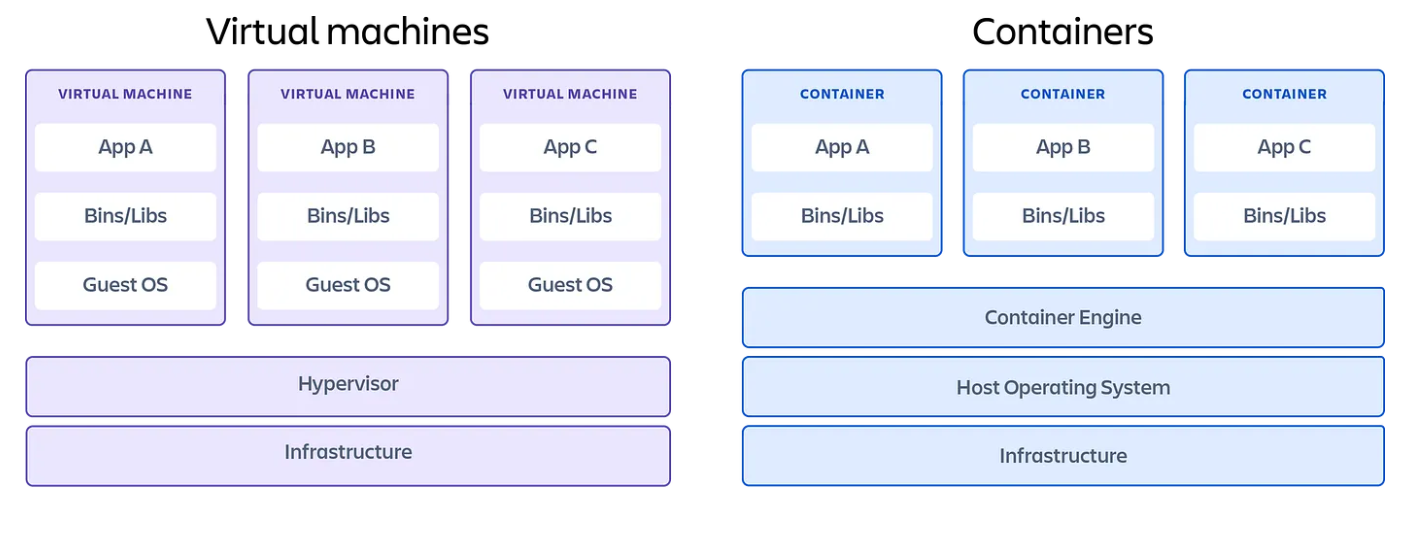 Virtual machines
VIRTUAL MACHINE
App A
Bins/Libs
Guest OS
VIRTUAL MACHINE
App B
Bins/Libs
Guest OS
VIRTUAL MACHINE
App C
Bins/Libs
Guest OS
Hypervisor
Infrastructure
Containers
CONTAINER
App A
Bins/Libs
CONTAINER
App B
Bins/Libs
CONTAINER
App C
Bins/Libs
Container Engine
Host Operating System
Infrastructure